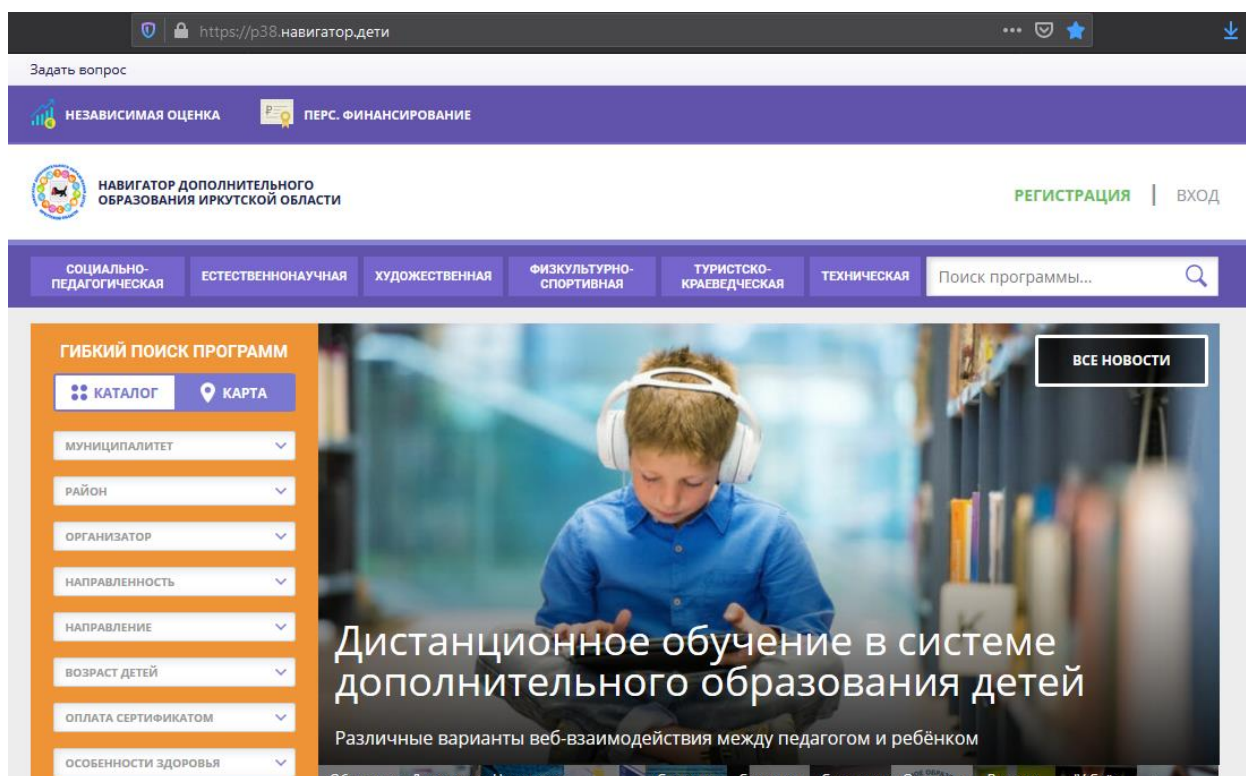 https://р38.навигатор.дети
Задать вопрос
НЕЗАВИСИМАЯ ОЦЕНКА
ПЕРС. ФИНАНСИРОВАНИЕ
НАВИГАТОР ДОПОЛНИТЕЛЬНОГО
ОБРАЗОВАНИЯ ИРКУТСКОЙ ОБЛАСТИ
РЕГИСТРАЦИЯ | ВХОД
СОЦИАЛЬНО-
ПЕДАГОГИЧЕСКАЯ
ЕСТЕСТВЕННОНАУЧНАЯ
ХУДОЖЕСТВЕННАЯ
ФИЗКУЛЬТУРНО-
СПОРТИВНАЯ
ТУРИСТСКО-
КРАЕВЕДЧЕСКАЯ
ТЕХНИЧЕСКАЯ
Поиск программы...
ГИБКИЙ ПОИСК ПРОГРАММ
КАТАЛОГ
КАРТА
МУНИЦИПАЛИТЕТ
РАЙОН
ОРГАНИЗАТОР
НАПРАВЛЕННОСТЬ
НАПРАВЛЕНИЕ
ВОЗРАСТ ДЕТЕЙ
ОПЛАТА СЕРТИФИКАТОМ
ОСОБЕННОСТИ ЗДОРОВЬЯ
ВСЕ НОВОСТИ
Дистанционное обучение в системе
дополнительного образования детей
Различные варианты веб-взаимодействия между педагогом и ребёнком